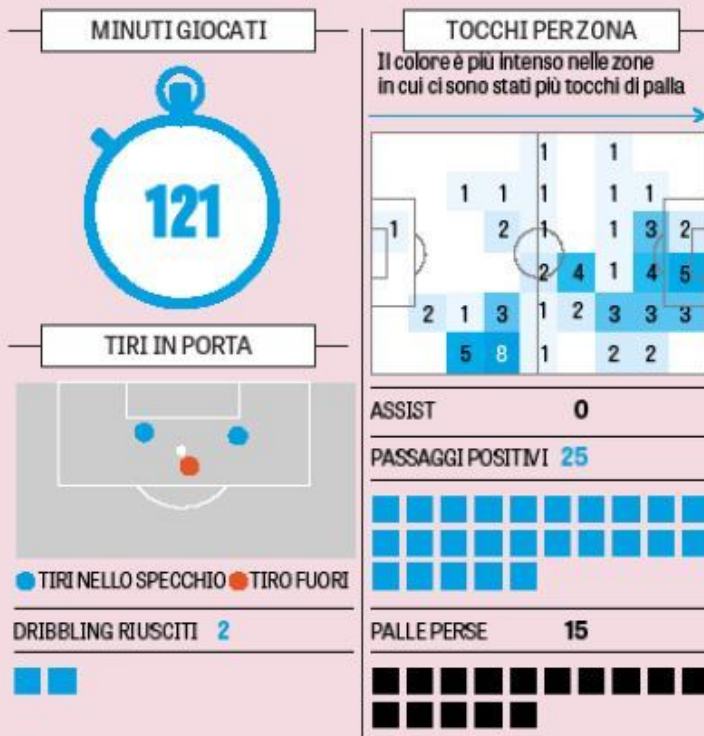 MINUTI GIOCATI
121
TIRI IN PORTA
TIRI NELLO SPECCHIO TIRO FUORI
DRIBBLING RIUSCITI 2
TOCCHI PER ZONA
Il colore è più intenso nelle zone
in cui ci sono stati più tocchi di palla
1 1
1 1 1 1 1
1 2 1 1 3 2
2 4 1 4 5
2 1 3 1 2 3 3 3
5 8 1 2 2
ASSIST 0
PASSAGGI POSITIVI 25
PALLE PERSE 15